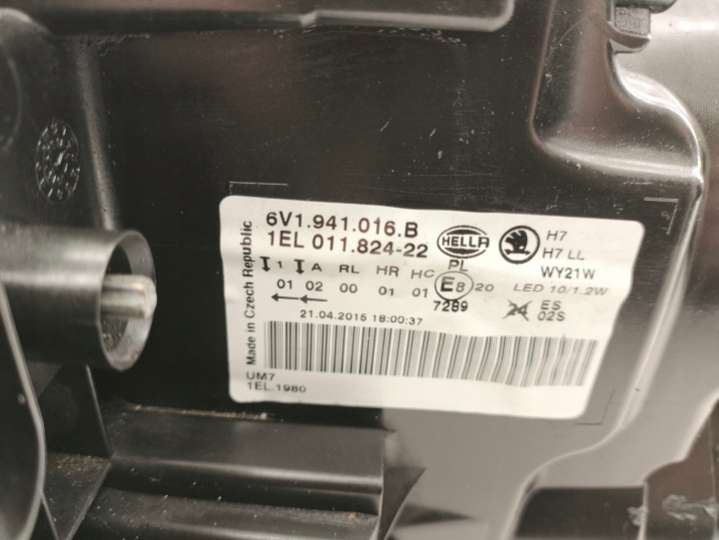 6V1.941.016.B
1EL 011.824-22
HELLA
PL
H7
H7 LL
WY21W
LED 10/1.2W
1 A RL HR HC
01 02 00 01 01
E8 20
7289
24
ES
02S
21.04.2015 18:00:37
Made in Czech Republic
UM7
1EL.1980